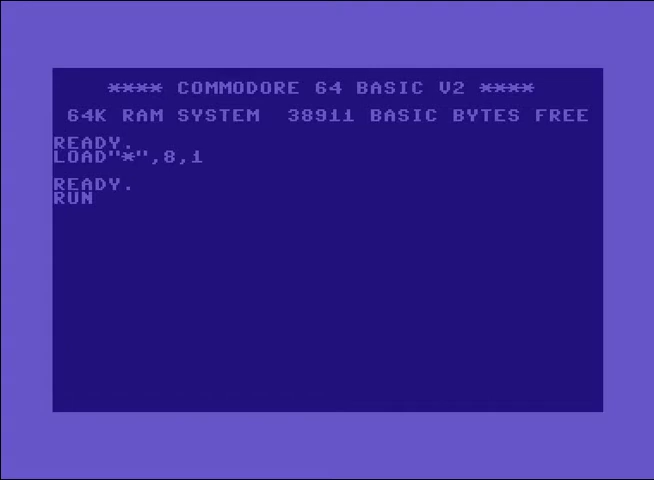 **** COMMODORE 64 BASIC V2 ****
64K RAM SYSTEM  38911 BASIC BYTES FREE
READY.
LOAD"*",8,1
READY.
RUN